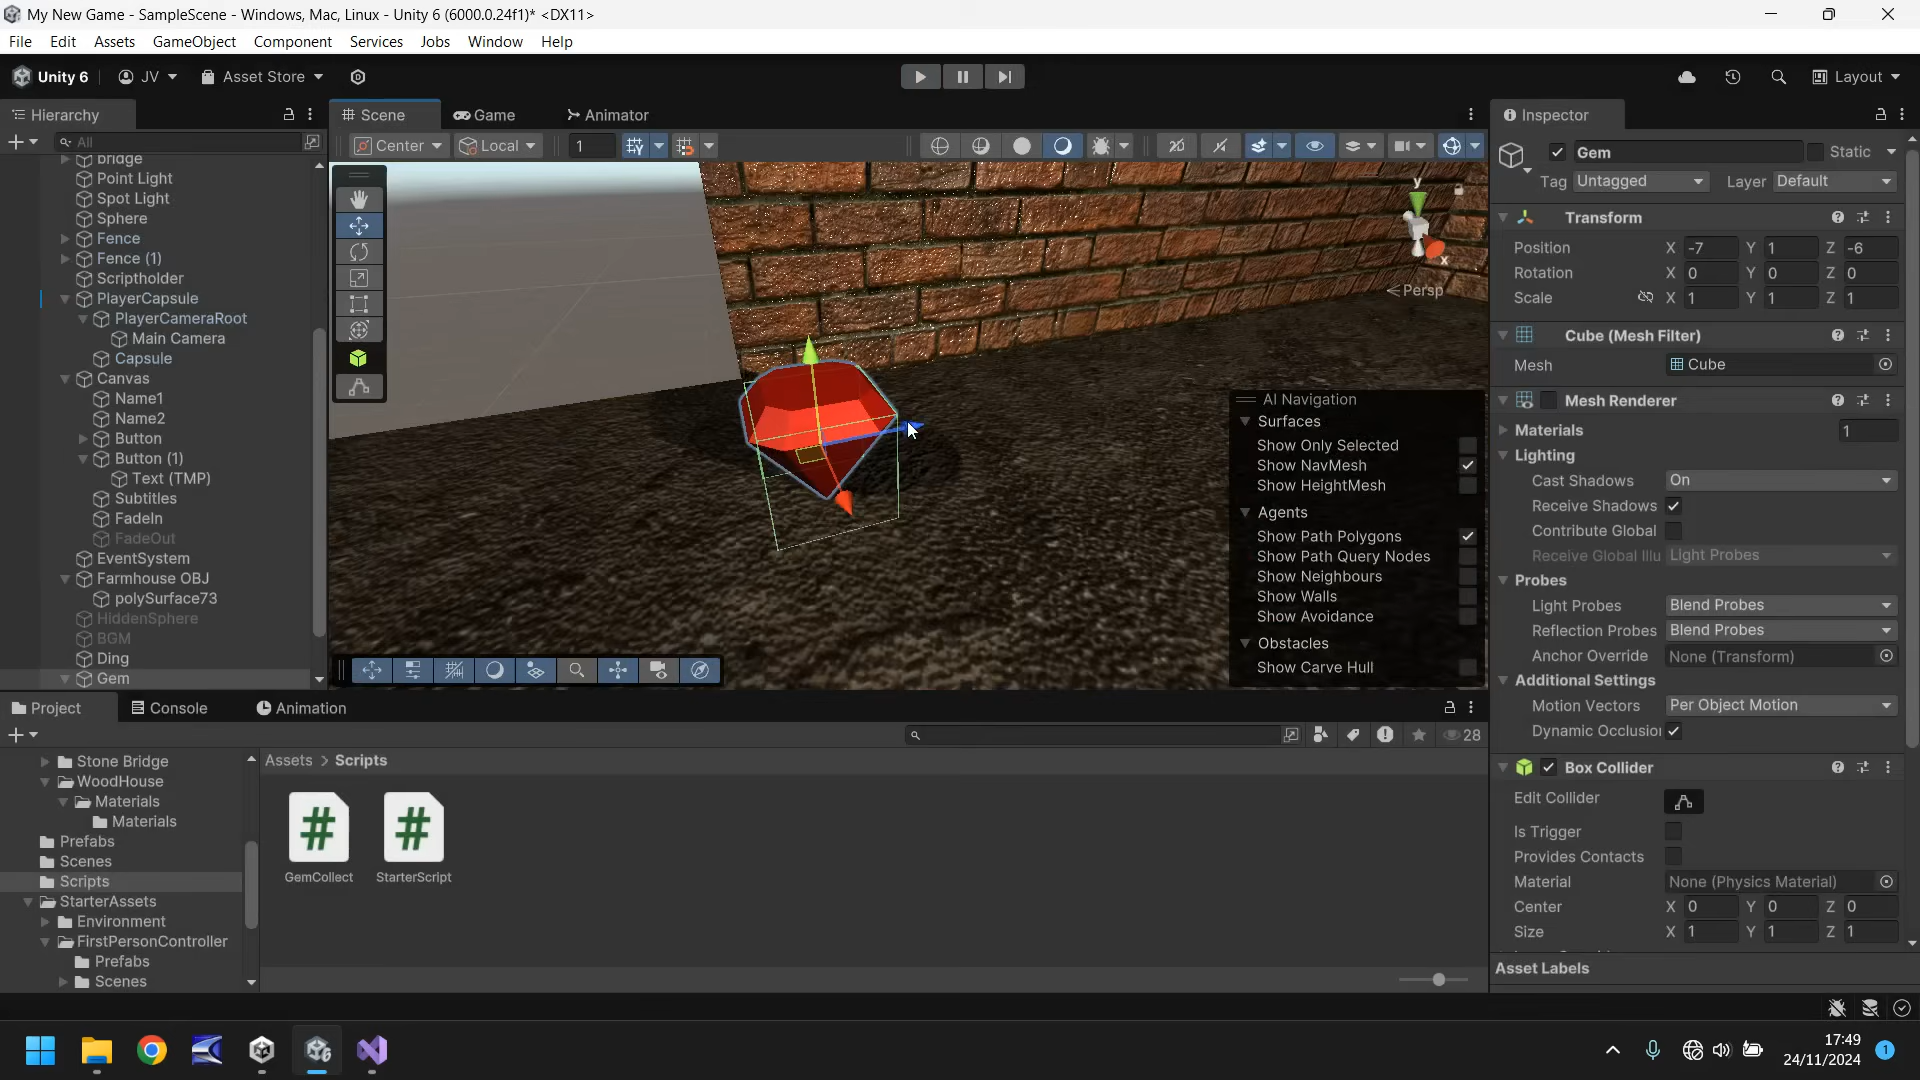 My New Game - SampleScene - Windows, Mac, Linux - Unity 6 (6000.0.24f1)* <DX11>
File Edit Assets GameObject Component Services Jobs Window Help
Unity 6 JV Asset Store Layout
Hierarchy
All
bridge
Point Light
Spot Light
Sphere
Fence
Fence (1)
Scriptholder
PlayerCapsule
PlayerCameraRoot
Main Camera
Capsule
Canvas
Name1
Name2
Button
Button (1)
Text (TMP)
Subtitles
FadeIn
FadeOut
EventSystem
Farmhouse OBJ
polySurface73
HiddenSphere
BGM
Ding
Gem
Scene Game Animator
Center Local 1
y
x
Persp
AI Navigation
Surfaces
Show Only Selected
Show NavMesh
Show HeightMesh
Agents
Show Path Polygons
Show Path Query Nodes
Show Neighbours
Show Walls
Show Avoidance
Obstacles
Show Carve Hull
Inspector
Gem Static
Tag Untagged Layer Default
Transform
Position X -7 Y 1 Z -6
Rotation X 0 Y 0 Z 0
Scale X 1 Y 1 Z 1
Cube (Mesh Filter)
Mesh Cube
Mesh Renderer
Materials 1
Lighting
Cast Shadows On
Receive Shadows
Contribute Global
Receive Global Illu Light Probes
Probes
Light Probes Blend Probes
Reflection Probes Blend Probes
Anchor Override None (Transform)
Additional Settings
Motion Vectors Per Object Motion
Dynamic Occlusion
Box Collider
Edit Collider
Is Trigger
Provides Contacts
Material None (Physics Material)
Center X 0 Y 0 Z 0
Size X 1 Y 1 Z 1
Asset Labels
Project Console Animation
28
Stone Bridge
WoodHouse
Materials
Materials
Prefabs
Scenes
Scripts
StarterAssets
Environment
FirstPersonController
Prefabs
Scenes
Assets > Scripts
GemCollect StarterScript
17:49
24/11/2024
1